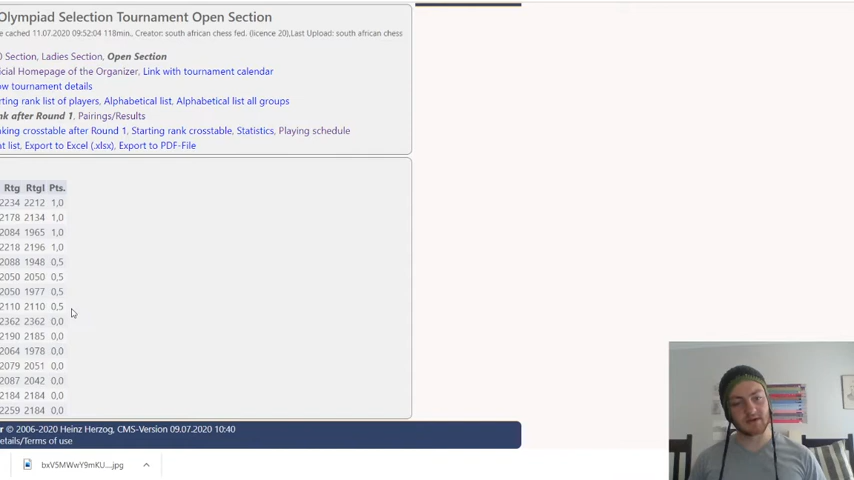 Olympiad Selection Tournament Open Section
e cached 11.07.2020 09:52:04 118min., Creator: south african chess fed. (licence 20),Last Upload: south african chess
0 Section, Ladies Section, Open Section
icial Homepage of the Organizer, Link with tournament calendar
ow tournament details
rting rank list of players, Alphabetical list, Alphabetical list all groups
nk after Round 1, Pairings/Results
nking crosstable after Round 1, Starting rank crosstable, Statistics, Playing schedule
nt list, Export to Excel (.xlsx), Export to PDF-File
Rtg RtgI Pts.
2234 2212 1,0
2178 2134 1,0
2084 1965 1,0
2218 2196 1,0
2088 1948 0,5
2050 2050 0,5
2050 1977 0,5
2110 2110 0,5
2362 2362 0,0
2190 2185 0,0
2064 1978 0,0
2079 2051 0,0
2087 2042 0,0
2184 2184 0,0
2259 2184 0,0
r © 2006-2020 Heinz Herzog, CMS-Version 09.07.2020 10:40
etails/Terms of use
bxV5MWwY9mKU....jpg